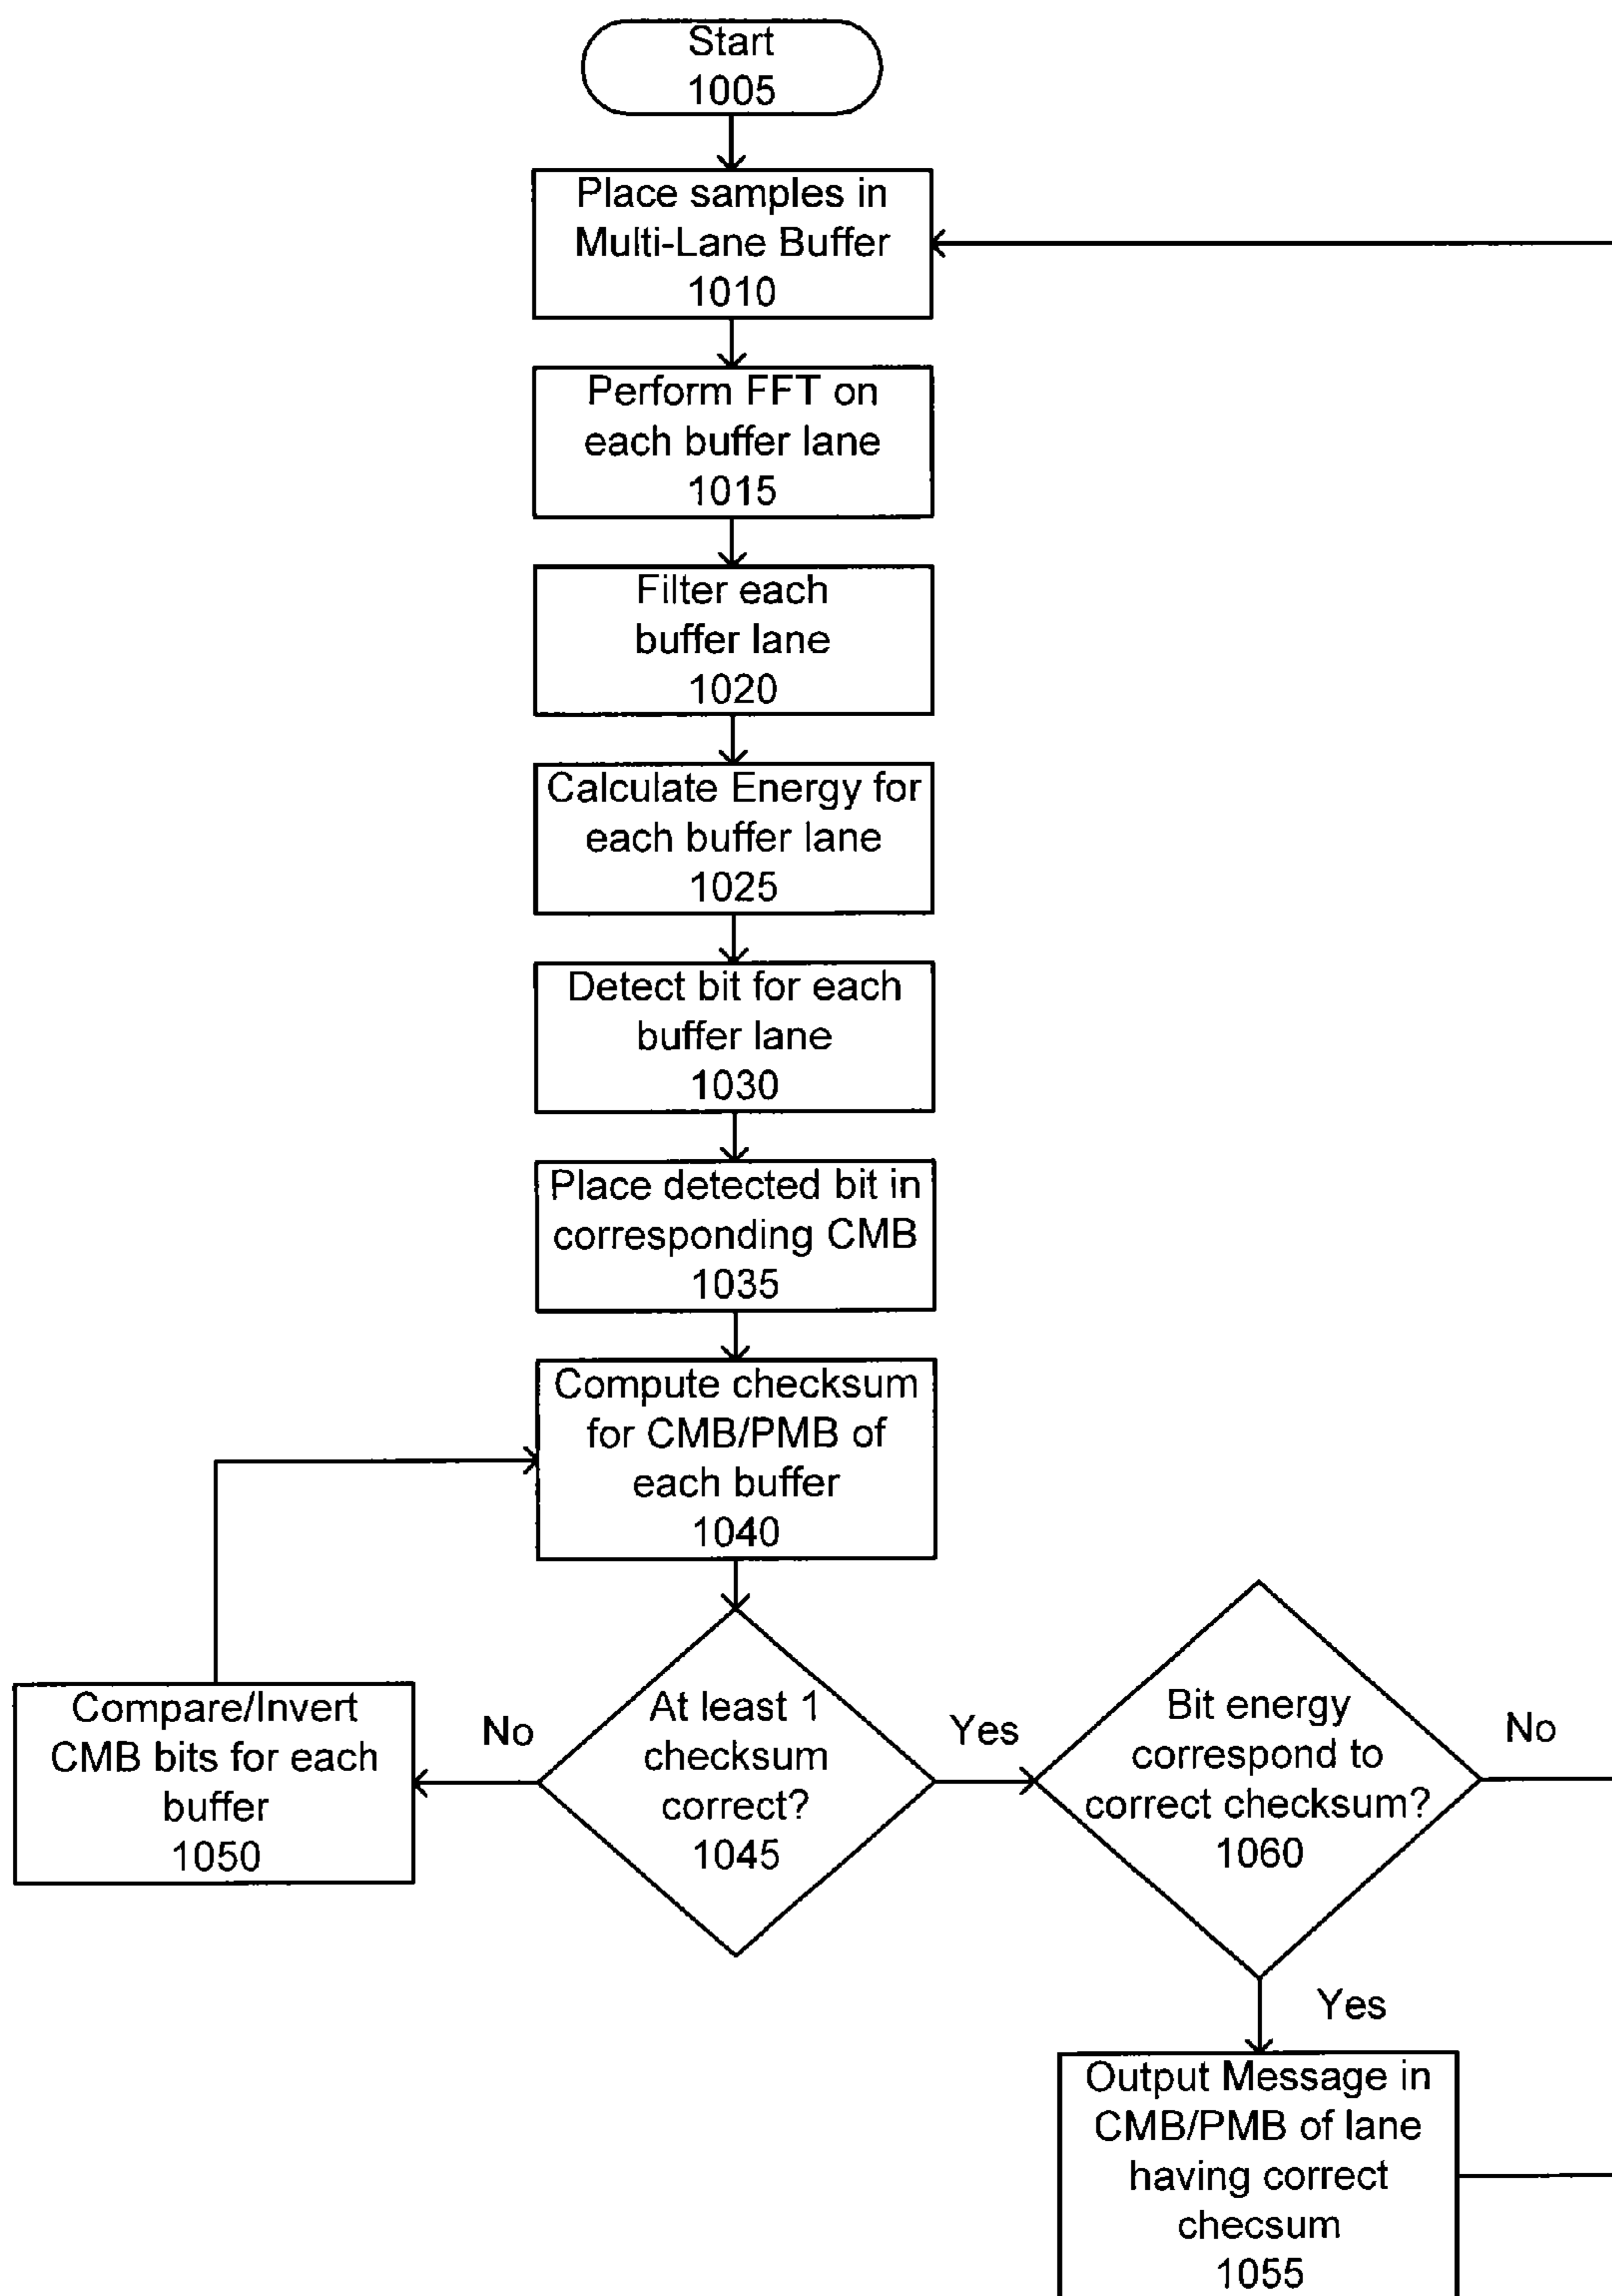 Start
1005
Place samples in
Multi-Lane Buffer
1010
Perform FFT on
each buffer lane
1015
Filter each
buffer lane
1020
Calculate Energy for
each buffer lane
1025
Detect bit for each
buffer lane
1030
Place detected bit in
corresponding CMB
1035
Compute checksum
for CMB/PMB of
each buffer
1040
At least 1
checksum
correct?
1045
No
Compare/Invert
CMB bits for each
buffer
1050
Yes
Bit energy
correspond to
correct checksum?
1060
No
Yes
Output Message in
CMB/PMB of lane
having correct
checsum
1055